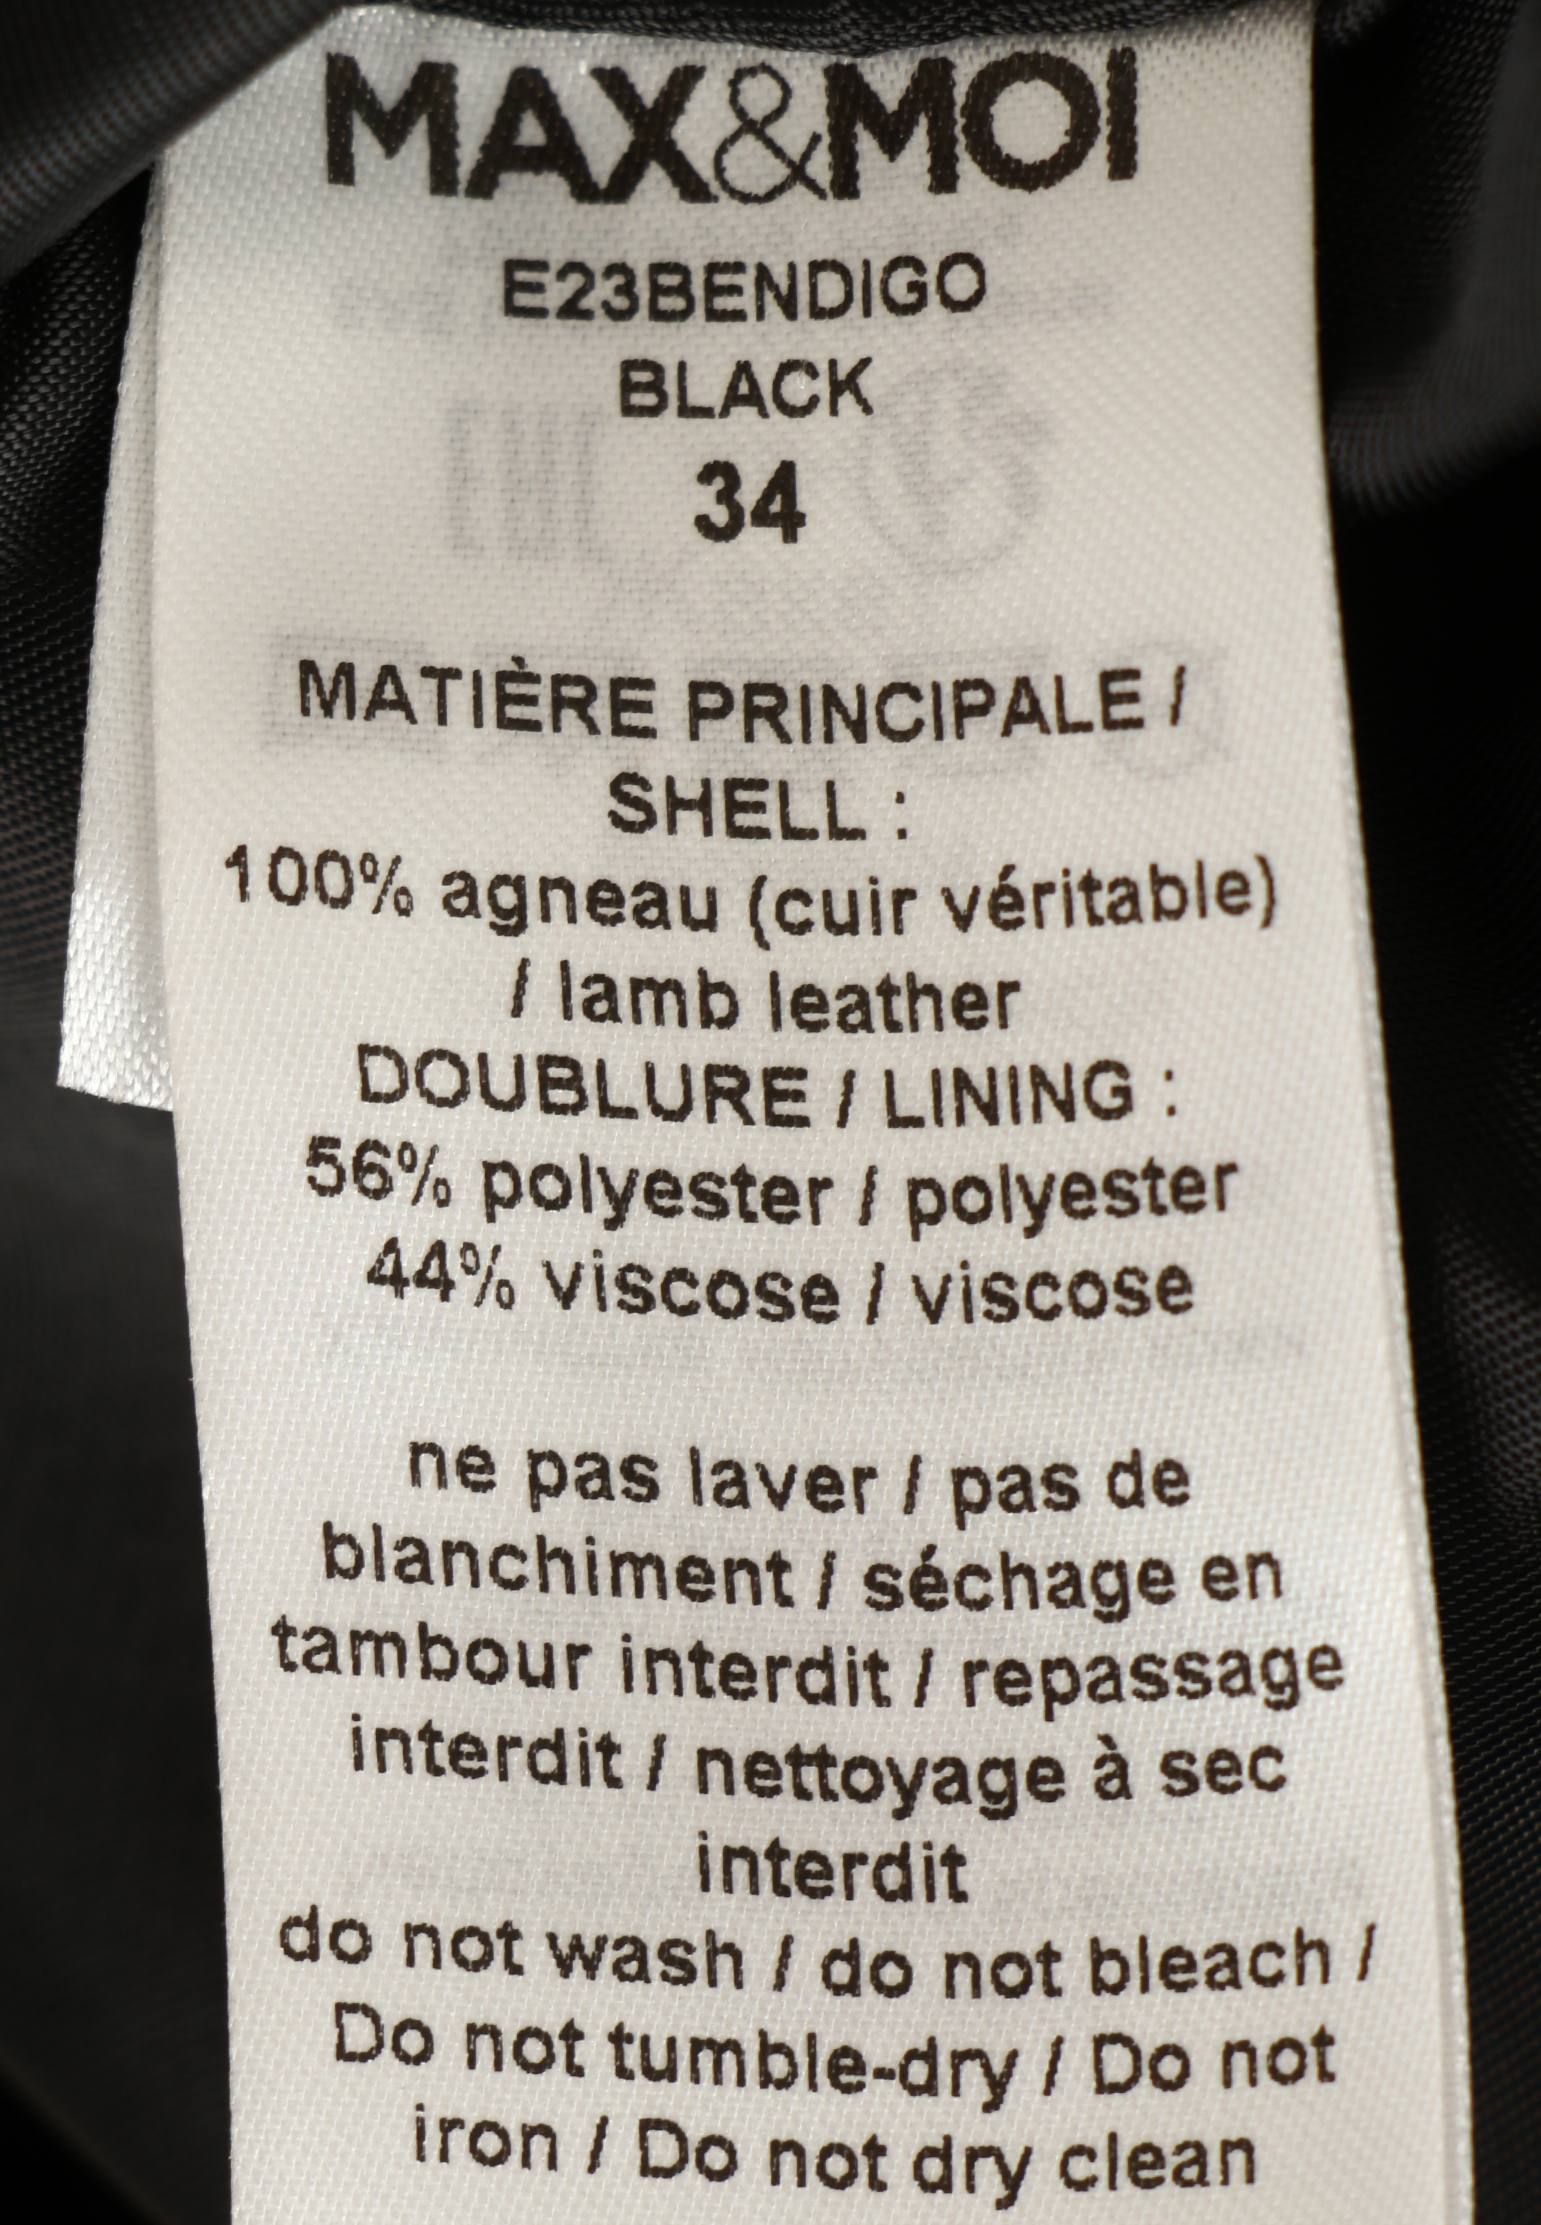 MAX&MOI
E23BENDIGO
BLACK
34
MATIÈRE PRINCIPALE /
SHELL :
100% agneau (cuir véritable)
/ lamb leather
DOUBLURE / LINING :
56% polyester / polyester
44% viscose / viscose
ne pas laver / pas de
blanchiment / séchage en
tambour interdit / repassage
interdit / nettoyage à sec
interdit
do not wash / do not bleach /
Do not tumble-dry / Do not
iron / Do not dry clean